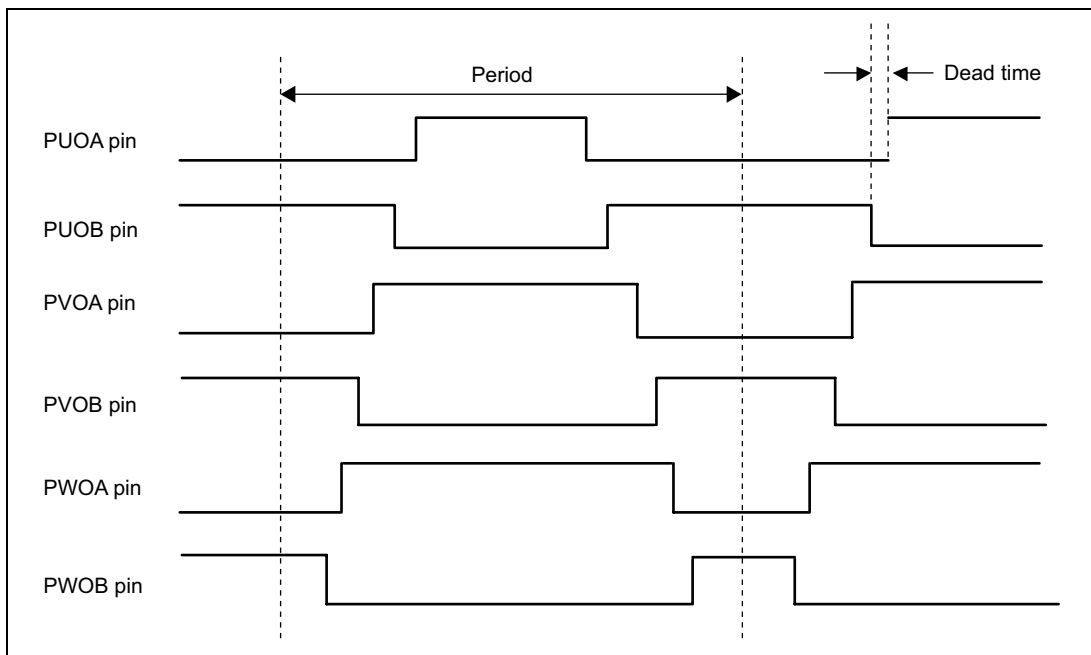 Period
Dead time
PUOA pin
PUOB pin
PVOA pin
PVOB pin
PWOA pin
PWOB pin